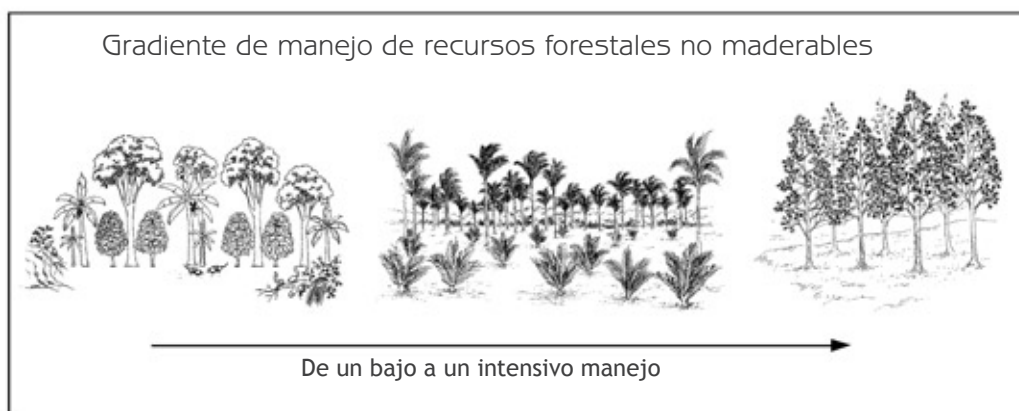 Gradiente de manejo de recursos forestales no maderables
De un bajo a un intensivo manejo